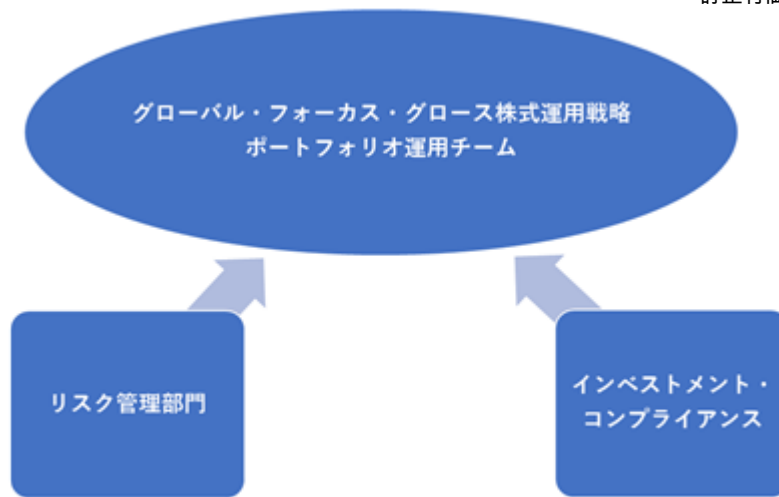 グローバル・フォーカス・グロース株式運用戦略
ポートフォリオ運用チーム
リスク管理部門
インベストメント・
コンプライアンス